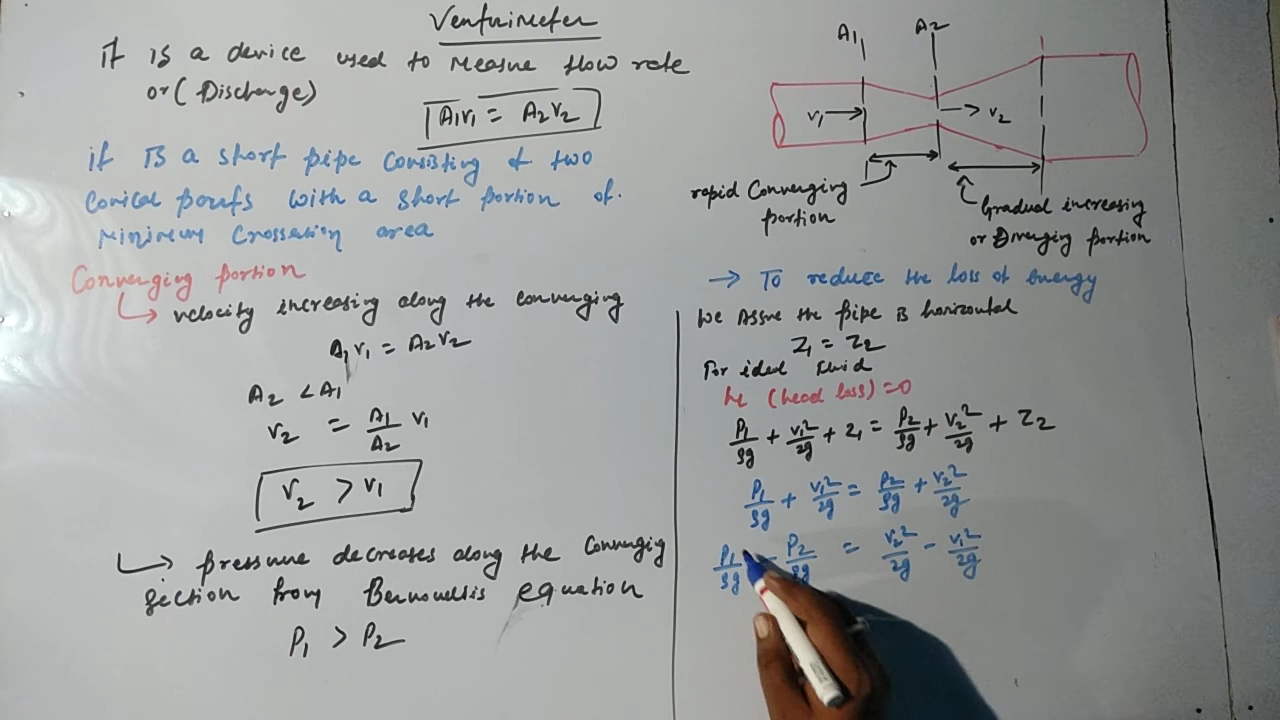 Venturimeter
it is a device used to measure flow rate
or (Discharge)
A1v1 = A2v2
it is a short pipe consisting of two
conical parts with a short portion of
Minimum Crossection area
Converging portion
↳ velocity increasing along the converging
A1v1 = A2v2
A2 < A1
v2 = A1/A2 v1
v2 > v1
↳ pressure decreases along the Convergig
section from Bernoullis equation
P1 > P2
A1
A2
v1 →
→ v2
rapid Converging
portion
Gradual increasing
or Diverging portion
→ To reduce the loss of energy
We Assue the pipe is horizontal
Z1 = Z2
For ideal fluid
hL (head loss) = 0
P1/ρg + v1²/2g + Z1 = P2/ρg + v2²/2g + Z2
P1/ρg + v1²/2g = P2/ρg + v2²/2g
P1/ρg - P2/ρg = v2²/2g - v1²/2g